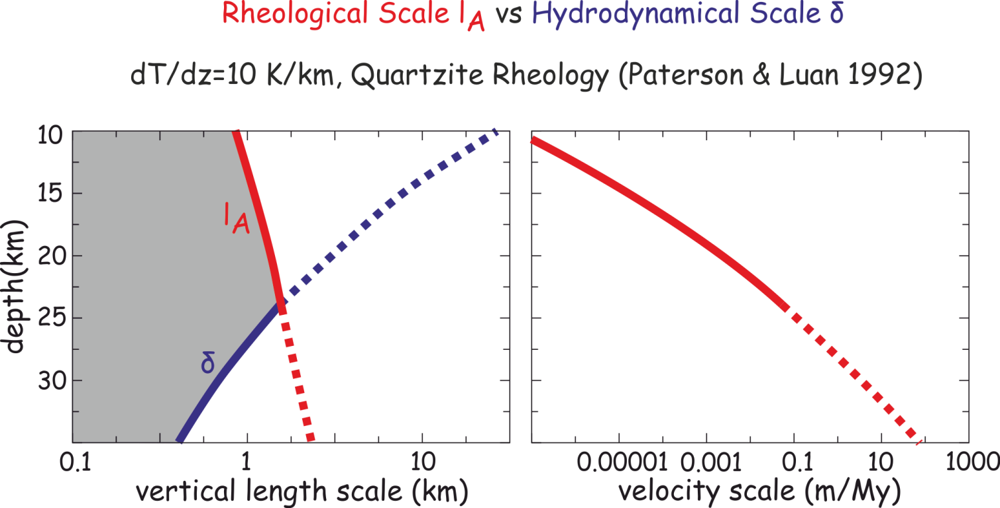 Rheological Scale lA vs Hydrodynamical Scale δ
dT/dz=10 K/km, Quartzite Rheology (Paterson & Luan 1992)
depth(km)
10
15
20
25
30
lA
δ
0.1 1 10
vertical length scale (km)
0.00001 0.001 0.1 10 1000
velocity scale (m/My)